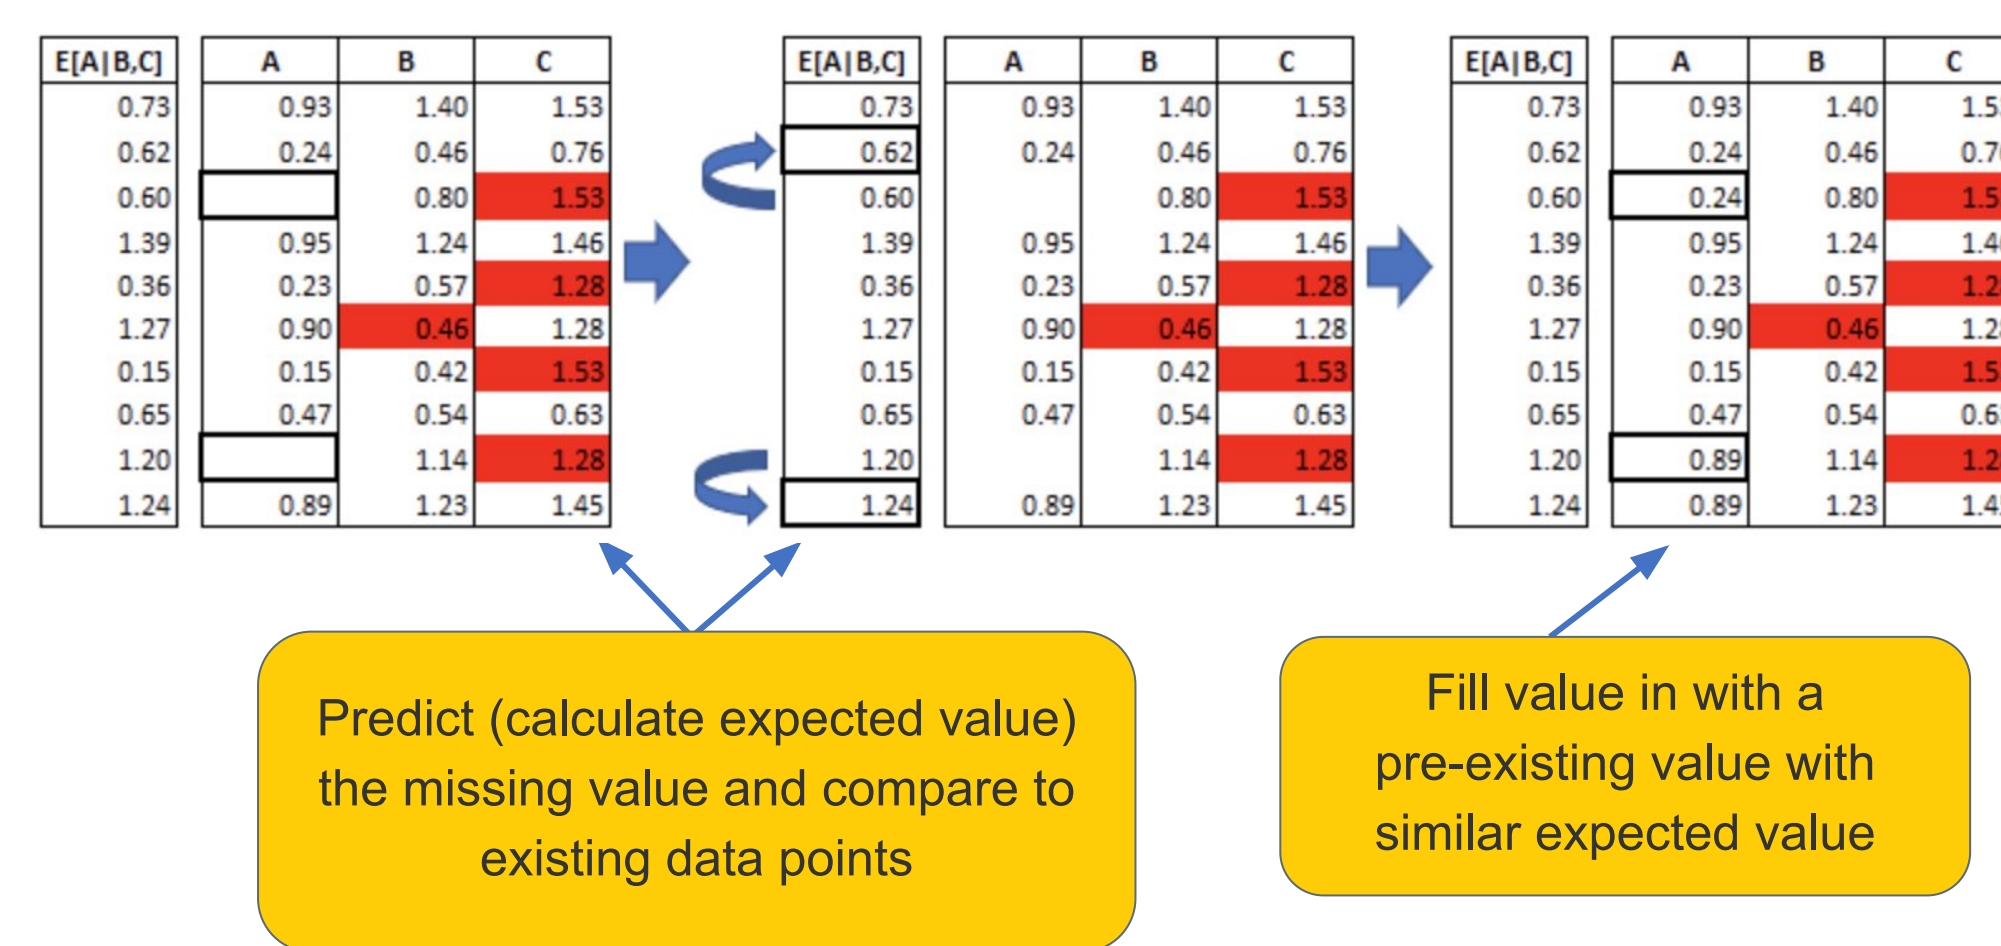 E[A|B,C] A B C
0.73 0.93 1.40 1.53
0.62 0.24 0.46 0.76
0.60 0.80 1.53
1.39 0.95 1.24 1.46
0.36 0.23 0.57 1.28
1.27 0.90 0.46 1.28
0.15 0.15 0.42 1.53
0.65 0.47 0.54 0.63
1.20 1.14 1.28
1.24 0.89 1.23 1.45
E[A|B,C] A B C
0.73 0.93 1.40 1.53
0.62 0.24 0.46 0.76
0.60 0.80 1.53
1.39 0.95 1.24 1.46
0.36 0.23 0.57 1.28
1.27 0.90 0.46 1.28
0.15 0.15 0.42 1.53
0.65 0.47 0.54 0.63
1.20 1.14 1.28
1.24 0.89 1.23 1.45
E[A|B,C] A B C
0.73 0.93 1.40
0.62 0.24 0.46
0.60 0.24 0.80
1.39 0.95 1.24
0.36 0.23 0.57
1.27 0.90 0.46
0.15 0.15 0.42
0.65 0.47 0.54
1.20 0.89 1.14
1.24 0.89 1.23
Predict (calculate expected value)
the missing value and compare to
existing data points
Fill value in with a
pre-existing value with
similar expected value